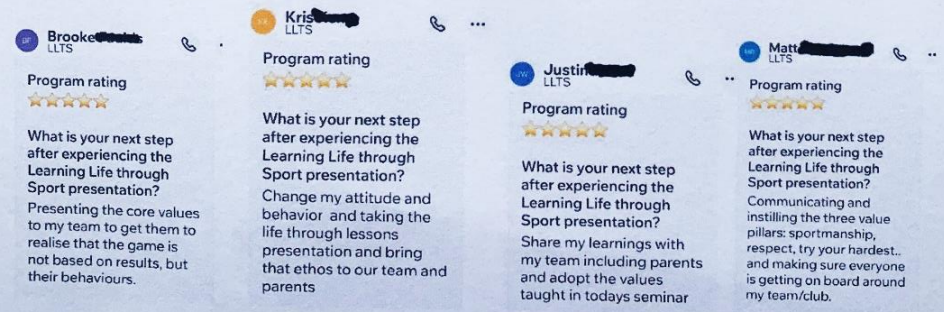 Brooke
LLTS
Program rating
What is your next step
after experiencing the
Learning Life through
Sport presentation?
Presenting the core values
to my team to get them to
realise that the game is
not based on results, but
their behaviours.
Kris
LLTS
Program rating
What is your next step
after experiencing the
Learning Life through
Sport presentation?
Change my attitude and
behavior and taking the
life through lessons
presentation and bring
that ethos to our team and
parents
JW
Justin
LLTS
Program rating
What is your next step
after experiencing the
Learning Life through
Sport presentation?
Share my learnings with
my team including parents
and adopt the values
taught in todays seminar
Matt
LLTS
Program rating
What is your next step
after experiencing the
Learning Life through
Sport presentation?
Communicating and
instilling the three value
pillars: sportmanship,
respect, try your hardest..
and making sure everyone
is getting on board around
my team/club.